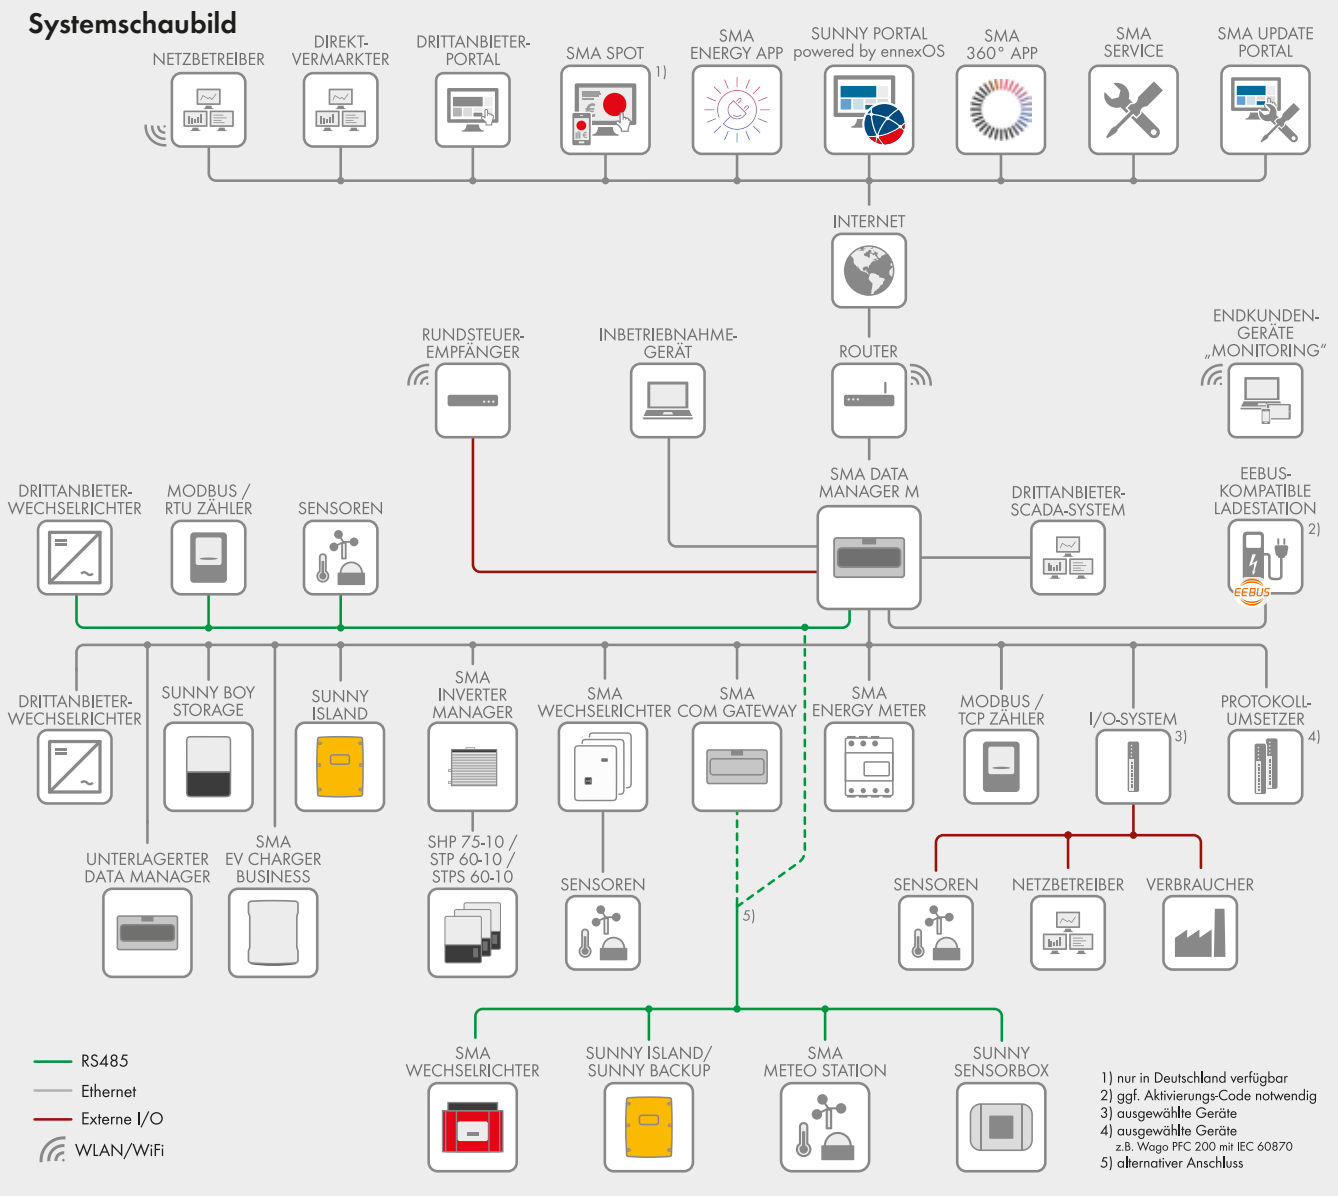 Systemschaubild
NETZBETREIBER
DIREKT-
VERMARKTER
DRITTANBIETER-
PORTAL
SMA SPOT
1)
SMA
ENERGY APP
SUNNY PORTAL
powered by ennexOS
SMA
360° APP
SMA
SERVICE
SMA UPDATE
PORTAL
INTERNET
RUNDSTEUER-
EMPFÄNGER
INBETRIEBNAHME-
GERÄT
ROUTER
ENDKUNDEN-
GERÄTE
„MONITORING“
DRITTANBIETER-
WECHSELRICHTER
MODBUS /
RTU ZÄHLER
SENSOREN
SMA DATA
MANAGER M
DRITTANBIETER-
SCADA-SYSTEM
EEBUS-
KOMPATIBLE
LADESTATION
2)
EEBUS
DRITTANBIETER-
WECHSELRICHTER
SUNNY BOY
STORAGE
SUNNY
ISLAND
SMA
INVERTER
MANAGER
SMA
WECHSELRICHTER
SMA
COM GATEWAY
SMA
ENERGY METER
MODBUS /
TCP ZÄHLER
I/O-SYSTEM
3)
PROTOKOLL-
UMSETZER
4)
UNTERLAGERTER
DATA MANAGER
SMA
EV CHARGER
BUSINESS
SHP 75-10 /
STP 60-10 /
STPS 60-10
SENSOREN
5)
SENSOREN
NETZBETREIBER
VERBRAUCHER
SMA
WECHSELRICHTER
SUNNY ISLAND/
SUNNY BACKUP
SMA
METEO STATION
SUNNY
SENSORBOX
RS485
Ethernet
Externe I/O
WLAN/WiFi
1) nur in Deutschland verfügbar
2) ggf. Aktivierungs-Code notwendig
3) ausgewählte Geräte
4) ausgewählte Geräte
z.B. Wago PFC 200 mit IEC 60870
5) alternativer Anschluss